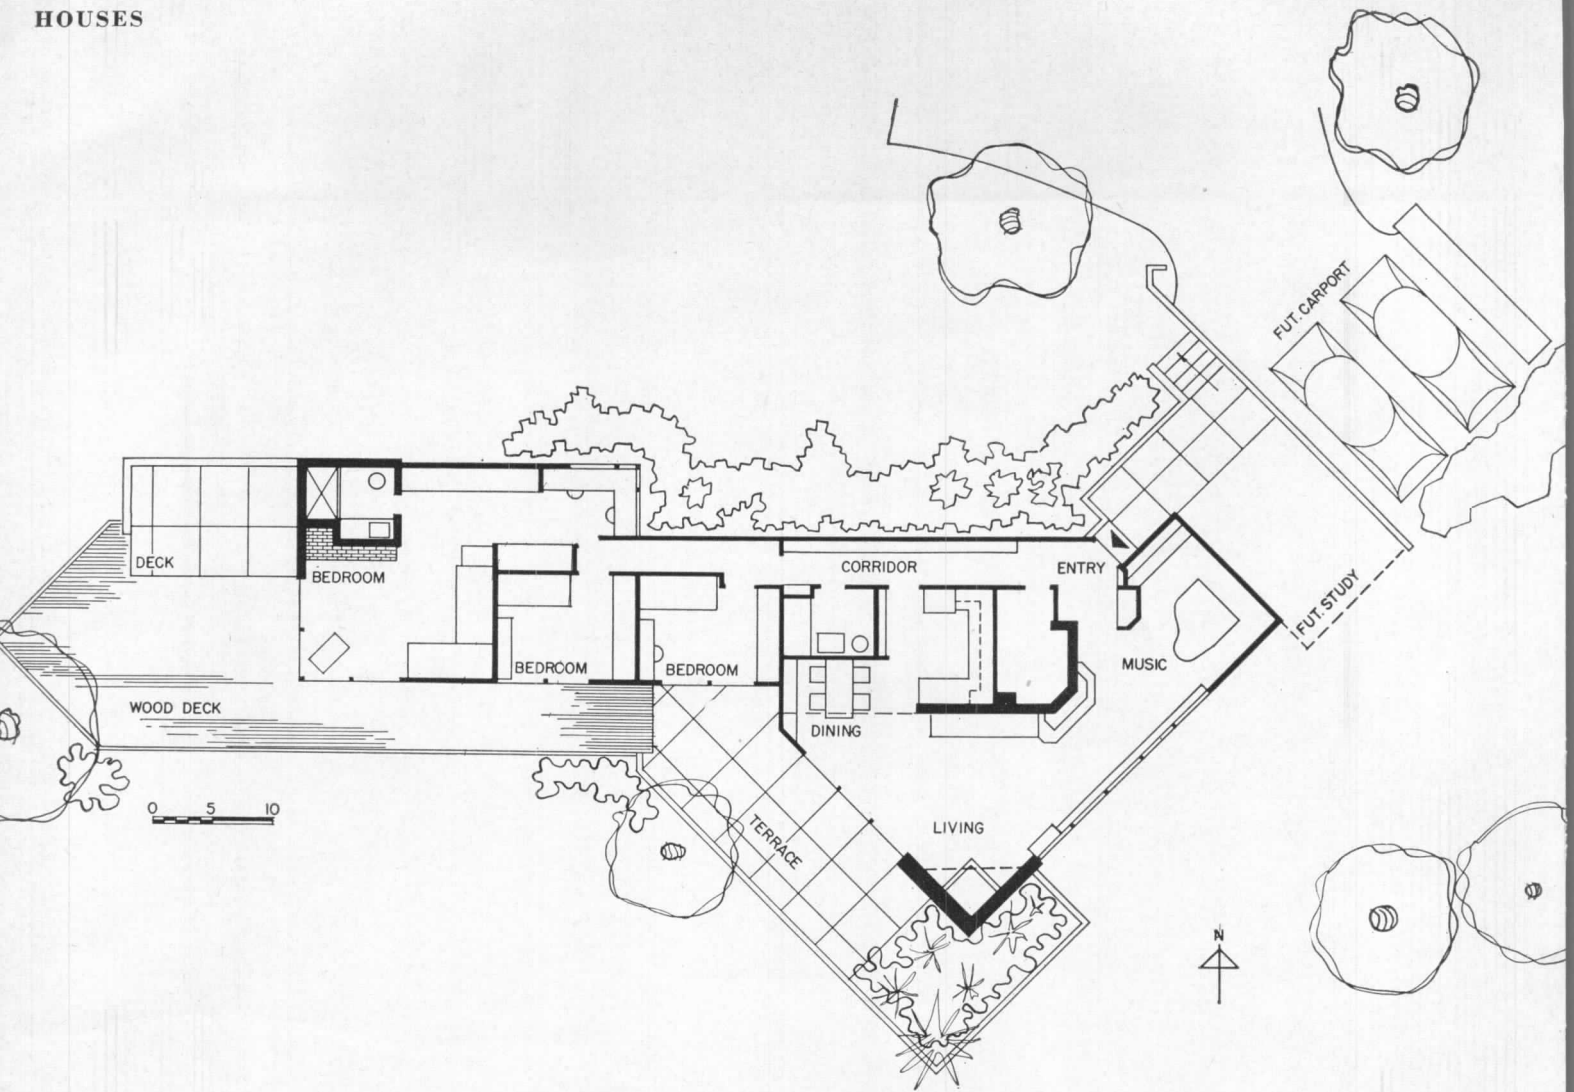 HOUSES
FUT. CARPORT
DECK
BEDROOM
CORRIDOR
ENTRY
FUT. STUDY
BEDROOM
BEDROOM
MUSIC
WOOD DECK
DINING
0 5 10
TERRACE
LIVING
N